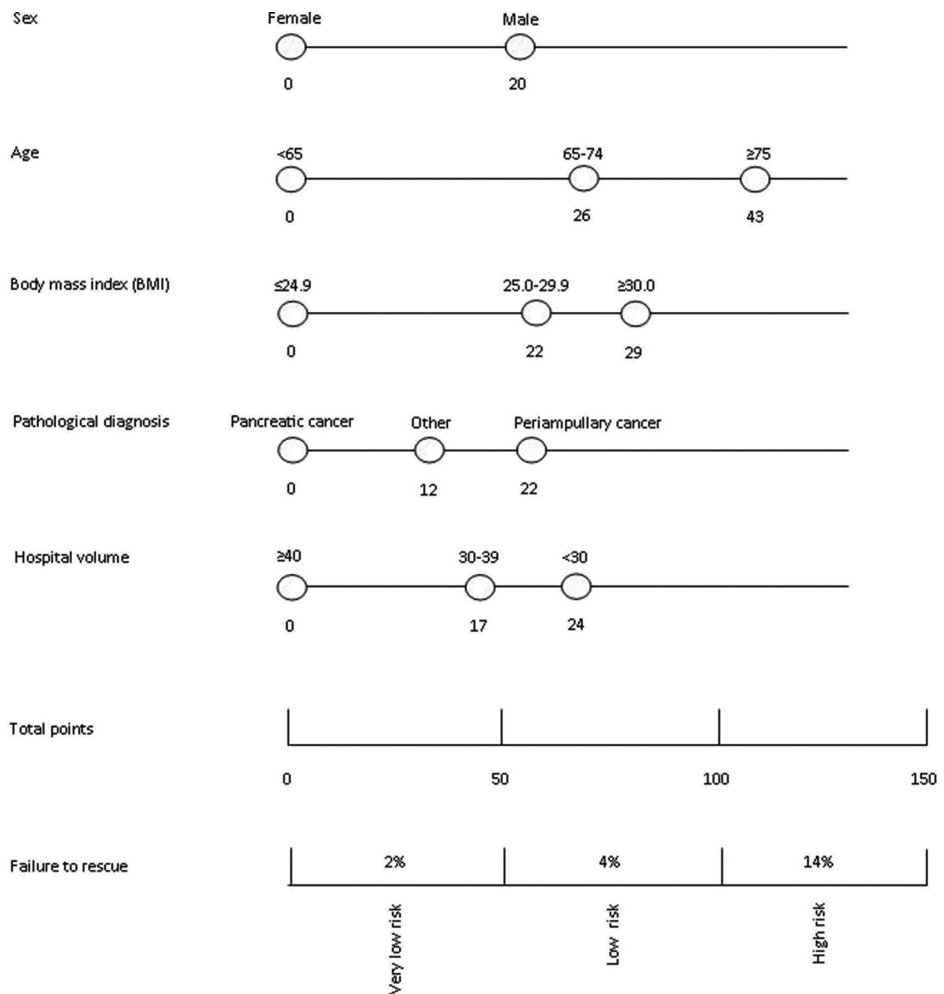 Sex
Female Male
0 20
Age
<65 65-74 ≥75
0 26 43
Body mass index (BMI)
≤24.9 25.0-29.9 ≥30.0
0 22 29
Pathological diagnosis
Pancreatic cancer Other Periampullary cancer
0 12 22
Hospital volume
≥40 30-39 <30
0 17 24
Total points
0 50 100 150
Failure to rescue
2% 4% 14%
Very low risk
Low risk
High risk